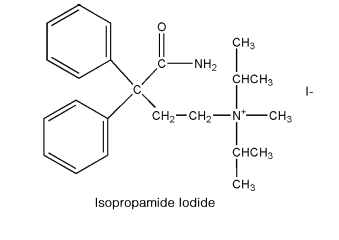 O
CH3
C
NH2
CHCH3
I-
C
CH2
CH2
N+
CH3
CHCH3
CH3
Isopropamide Iodide